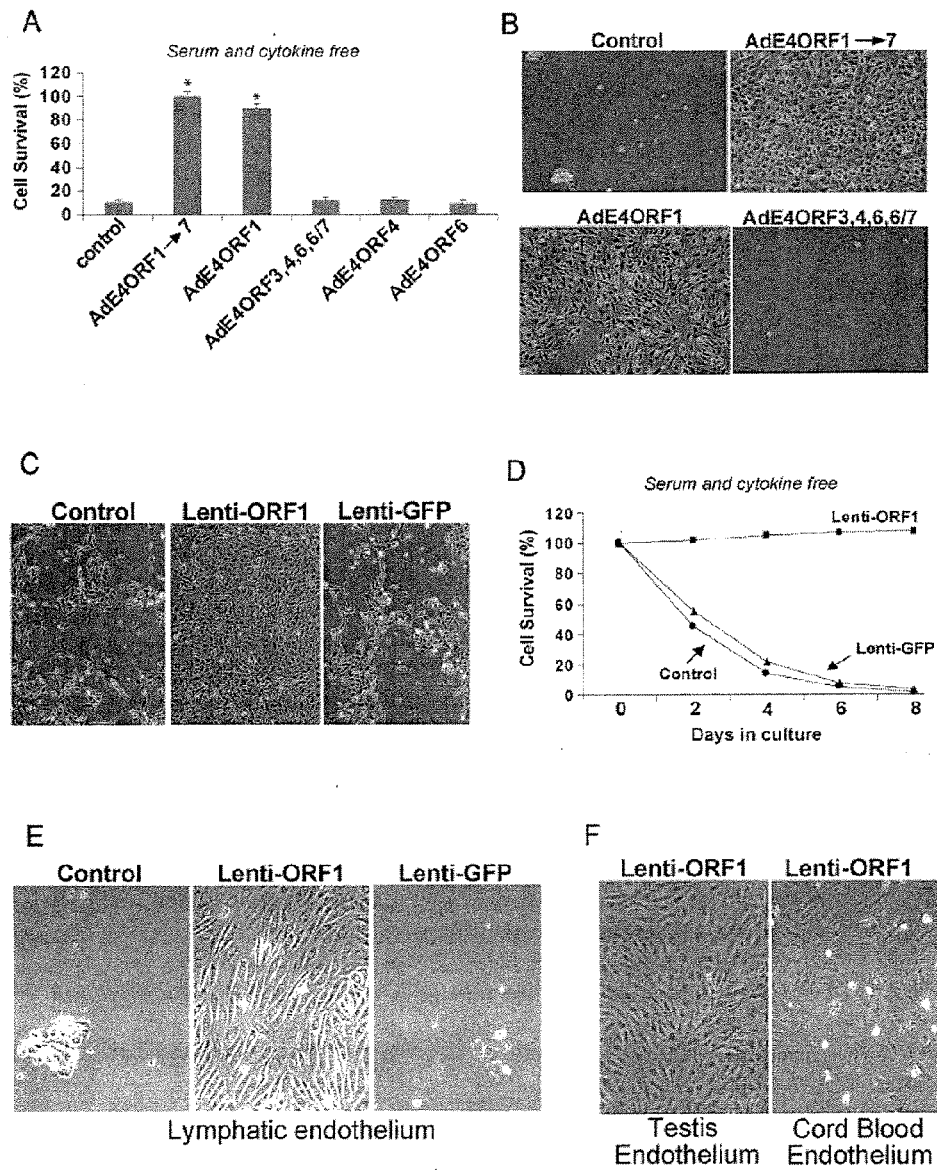 A
Serum and cytokine free
Cell Survival (%)
120
100
80
60
40
20
0
control
AdE4ORF1→7
AdE4ORF1
AdE4ORF3,4,6,6/7
AdE4ORF4
AdE4ORF6
*
*
B
Control
AdE4ORF1→7
AdE4ORF1
AdE4ORF3,4,6,6/7
C
Control
Lenti-ORF1
Lenti-GFP
D
Serum and cytokine free
Cell Survival (%)
120
100
80
60
40
20
0
Lenti-ORF1
Control
Lenti-GFP
0 2 4 6 8
Days in culture
E
Control
Lenti-ORF1
Lenti-GFP
Lymphatic endothelium
F
Lenti-ORF1
Lenti-ORF1
Testis
Endothelium
Cord Blood
Endothelium